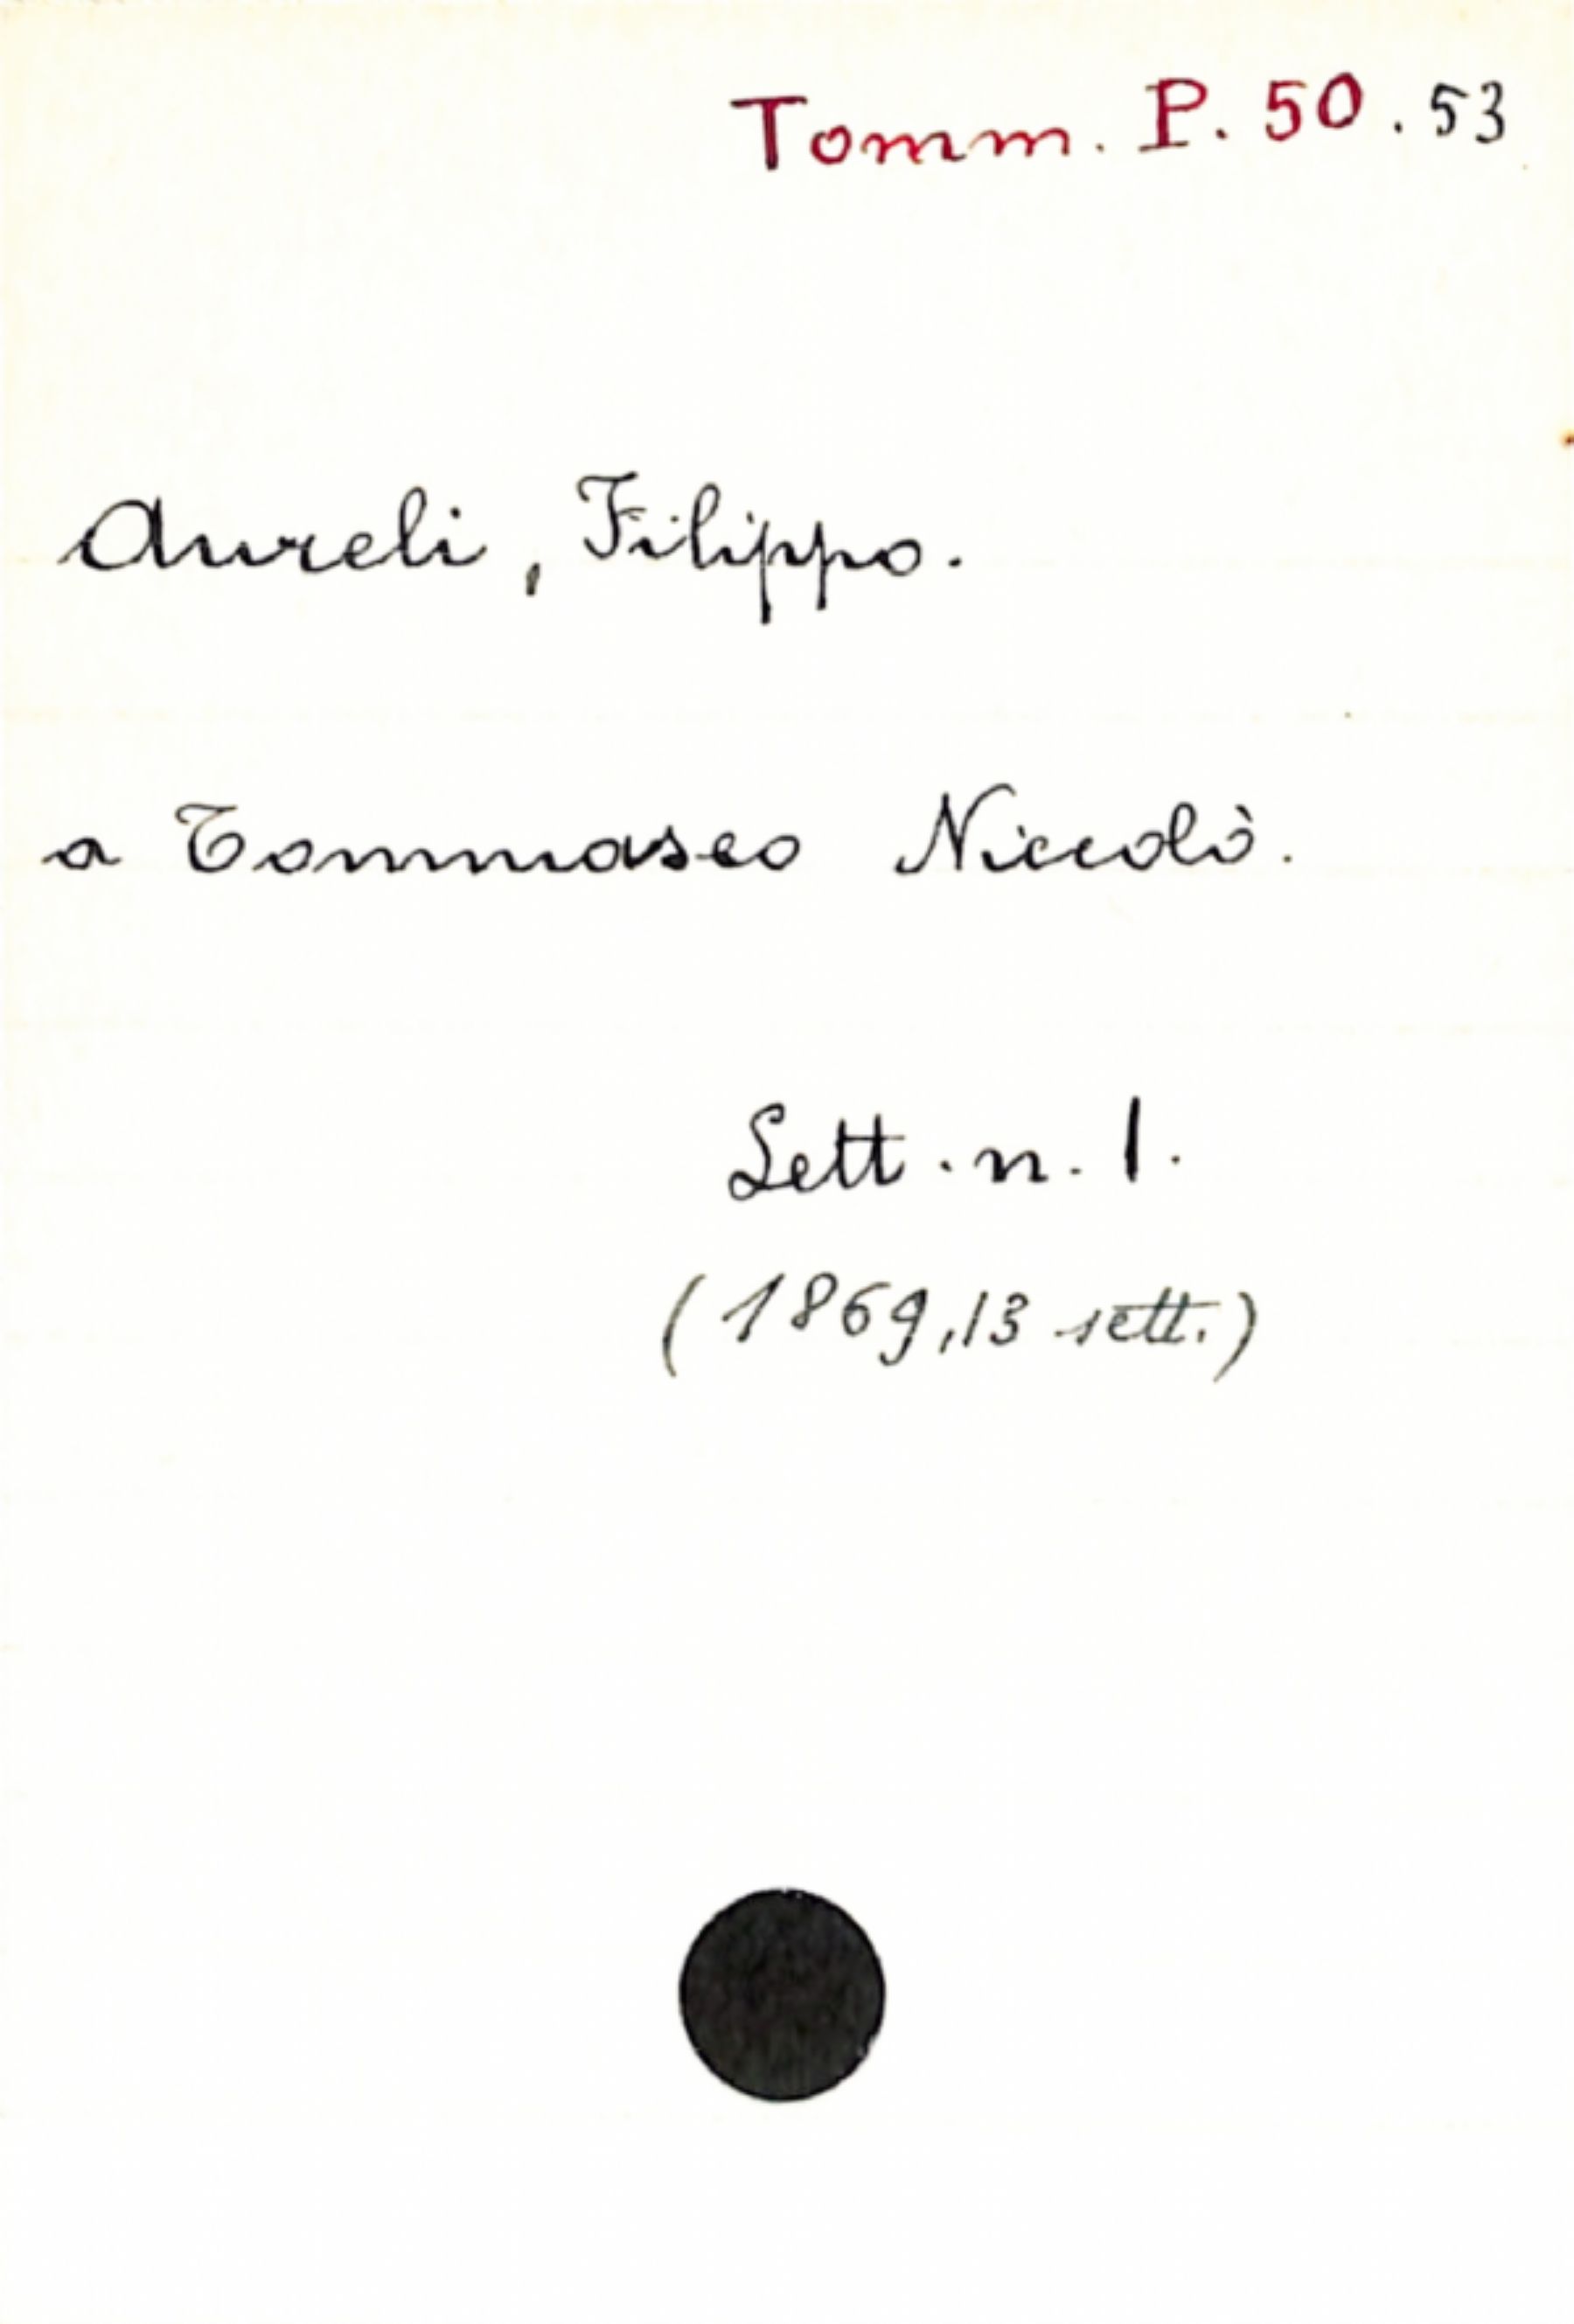 Tomm. P. 50. 53
Aureli, Filippo.
a Tommaseo Niccolò.
Lett. n. 1.
(1869, 13 sett.)